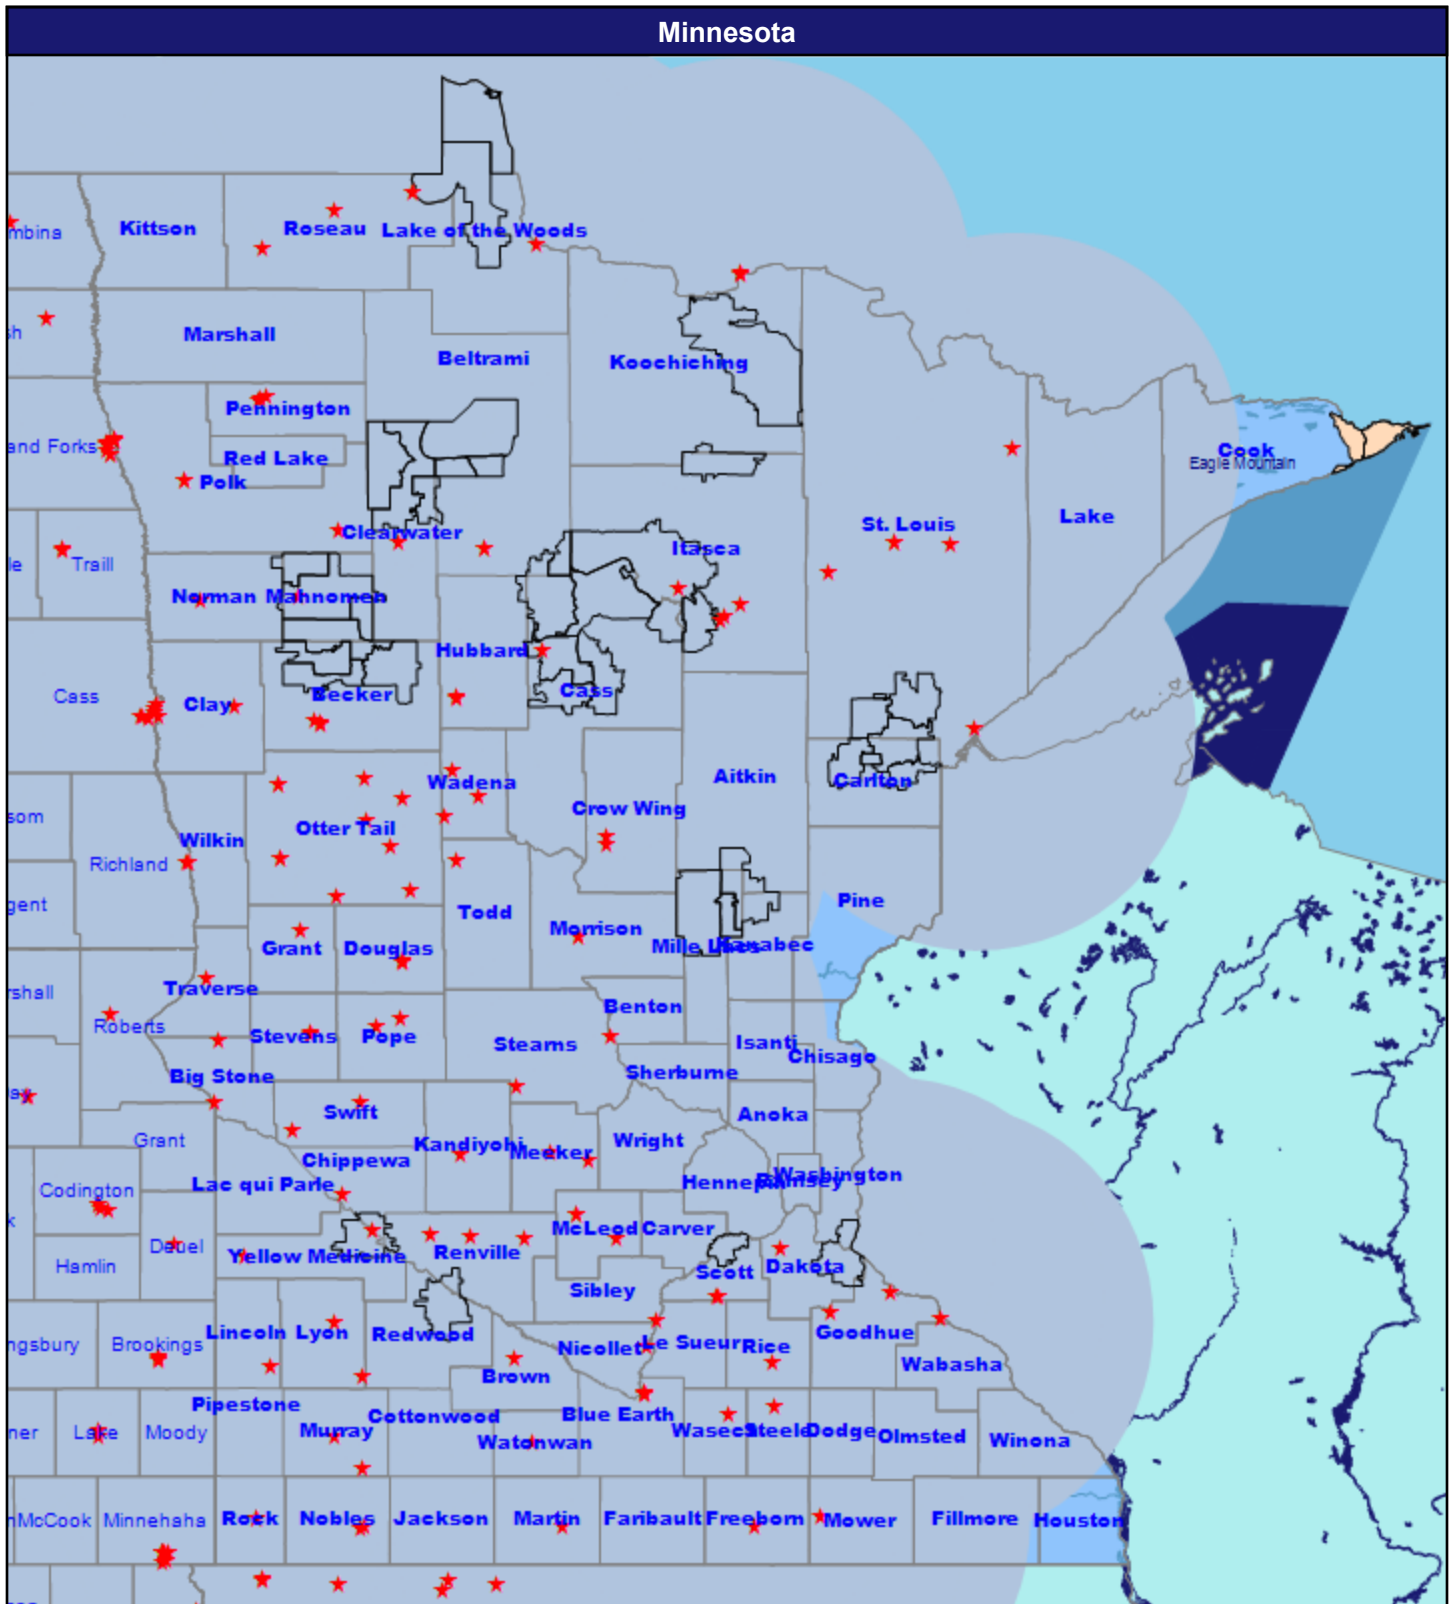 Minnesota
Kittson
Roseau
Lake of the Woods
mbina
Marshall
sh
Beltrami
Koochiching
Pennington
and Forks
Red Lake
Polk
Cook
Eagle Mountain
Clearwater
St. Louis
Lake
Itasca
le
Traill
Norman
Mahnomen
Hubbard
Cass
Clay
Becker
Cass
Aitkin
Carlton
Wadena
Crow Wing
som
Otter Tail
Wilkin
Richland
Pine
gent
Todd
Morrison
Grant
Douglas
Mille Lacs
Kanabec
Traverse
rshall
Roberts
Benton
Stevens
Pope
Stearns
Isanti
Chisago
Big Stone
Sherburne
Swift
Anoka
Grant
Kandiyohi
Meeker
Wright
Chippewa
Codington
Lac qui Parle
Hennepin
Ramsey
Washington
k
McLeod
Carver
Deuel
Yellow Medicine
Renville
Hamlin
Scott
Dakota
Sibley
Lincoln
Lyon
Redwood
ngsbury
Brookings
Nicollet
Le Sueur
Rice
Goodhue
Wabasha
Brown
Pipestone
Cottonwood
Blue Earth
ner
Lake
Moody
Murray
Watonwan
Waseca
Steele
Dodge
Olmsted
Winona
McCook
Minnehaha
Rock
Nobles
Jackson
Martin
Faribault
Freeborn
Mower
Fillmore
Houston